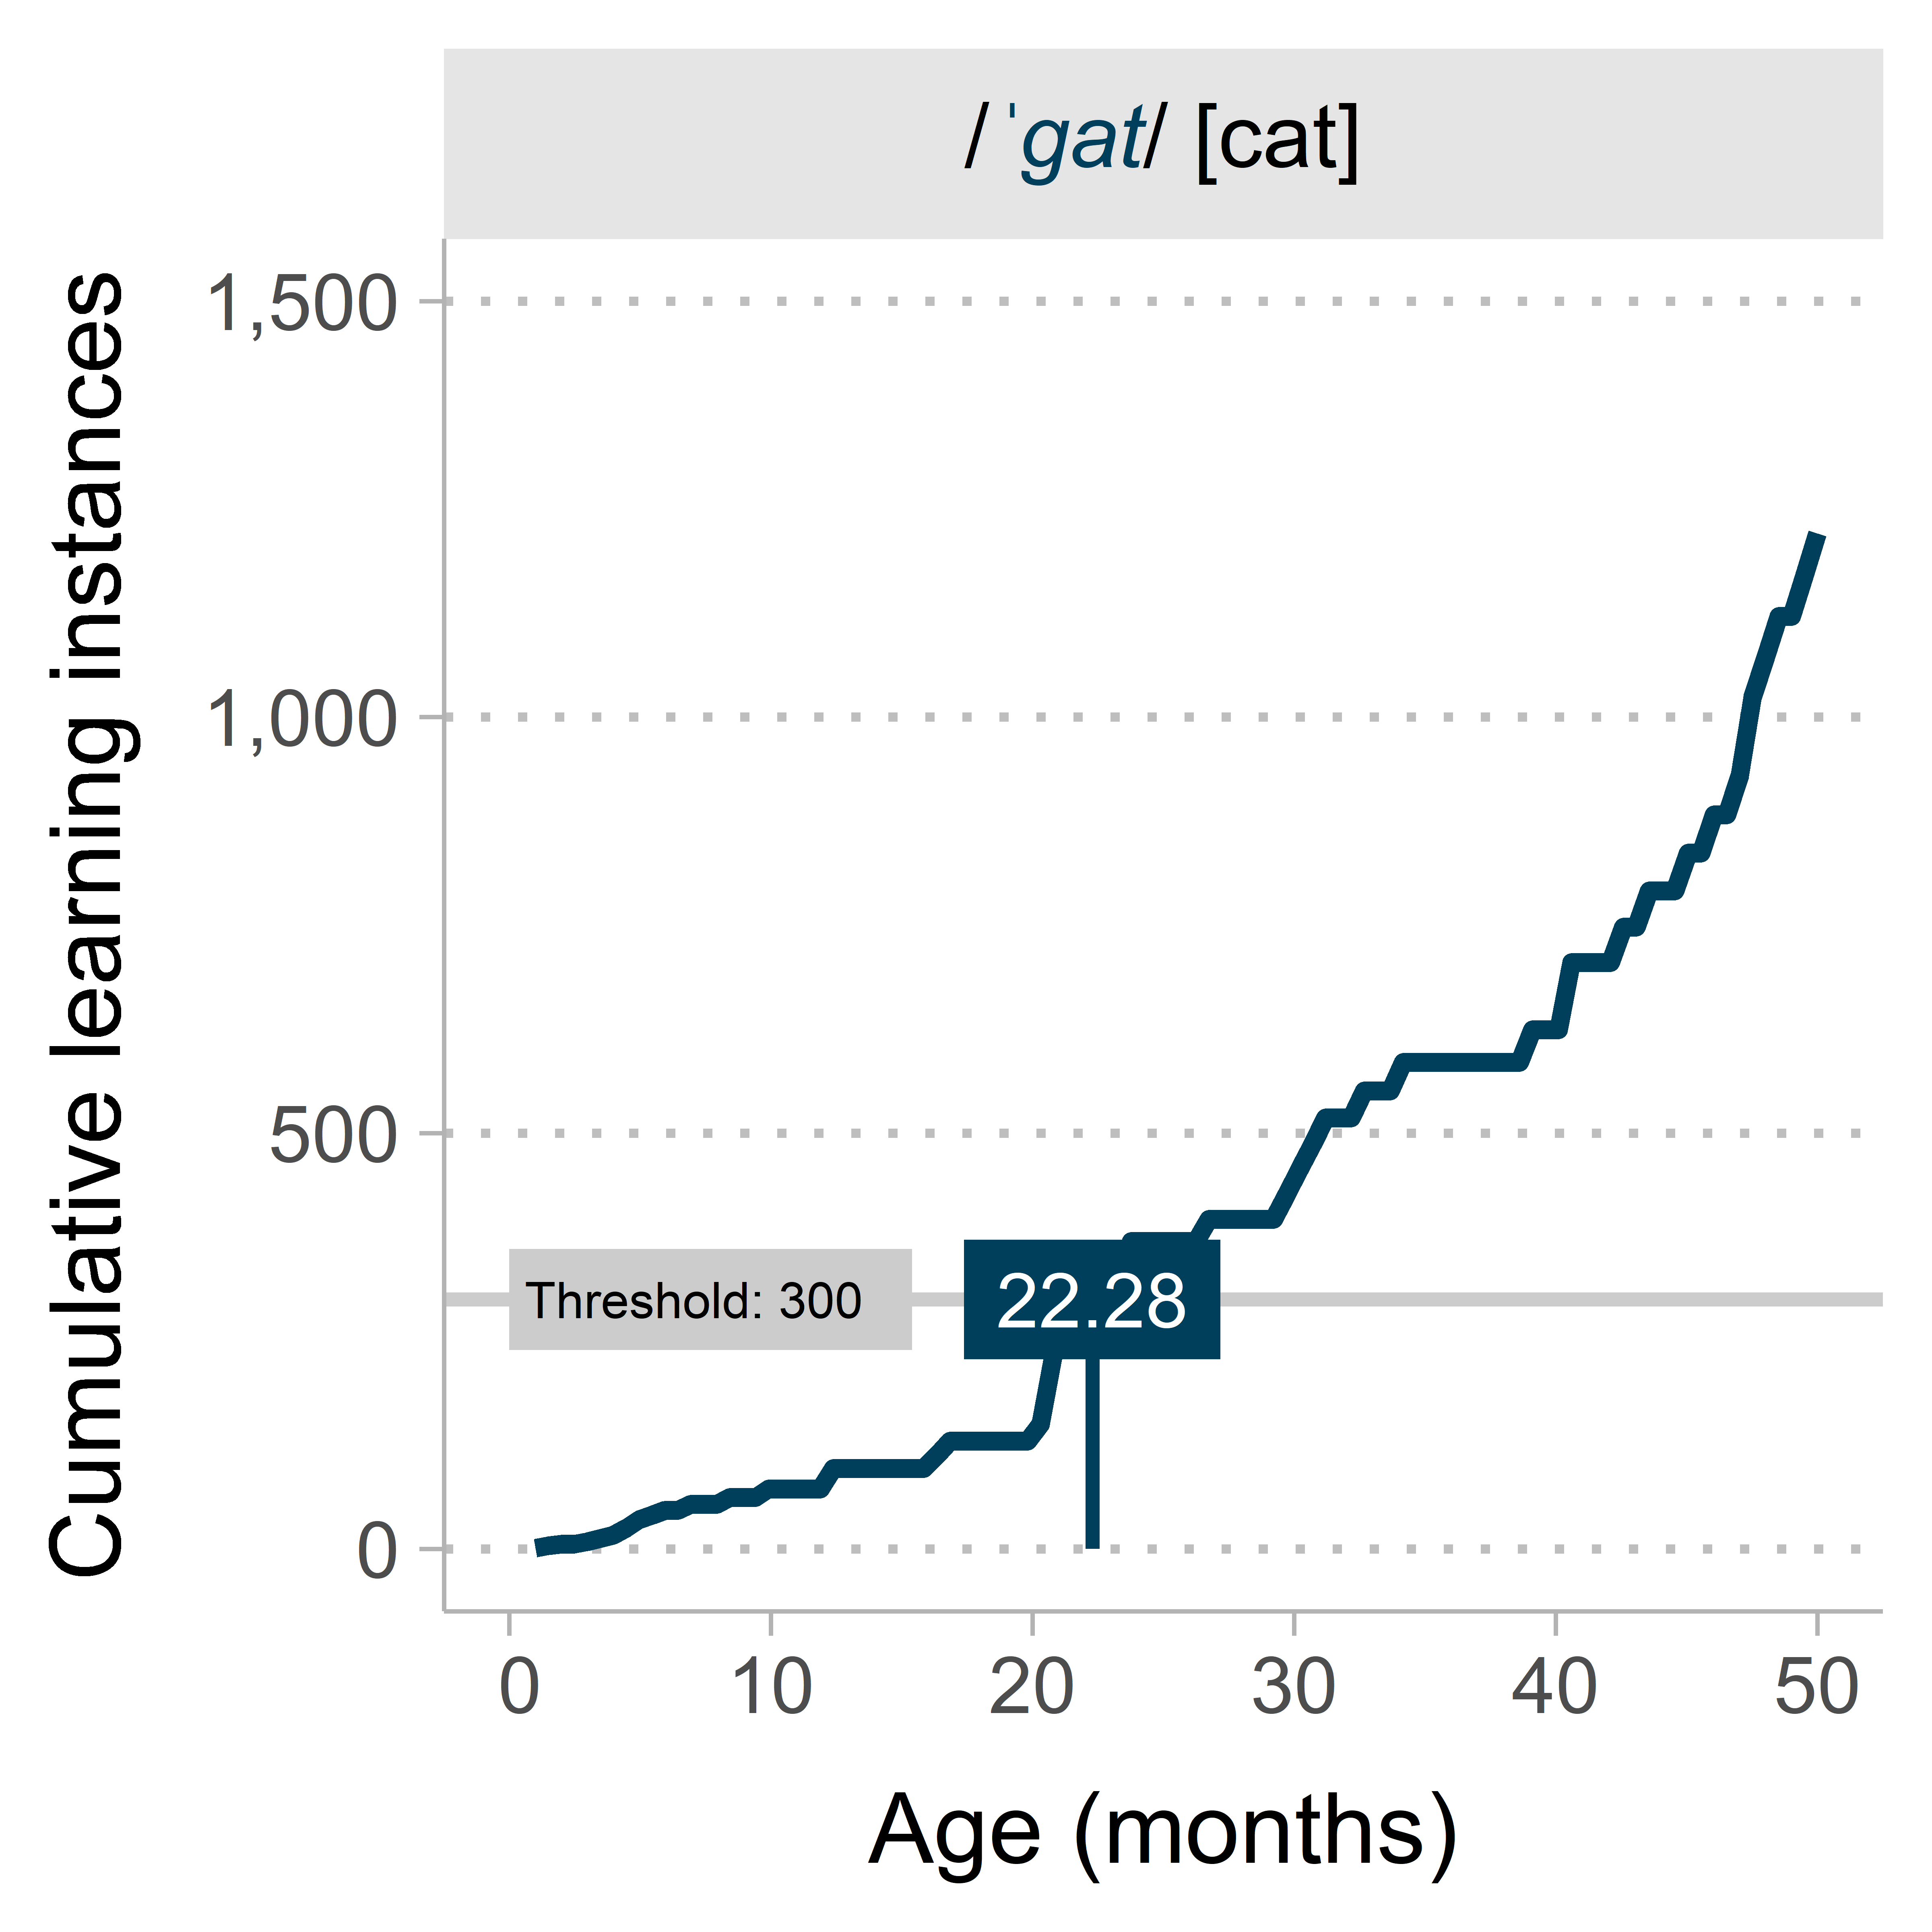 /ˈgat/ [cat]
Cumulative learning instances
1,500
1,000
500
0
Threshold: 300
22.28
0 10 20 30 40 50
Age (months)